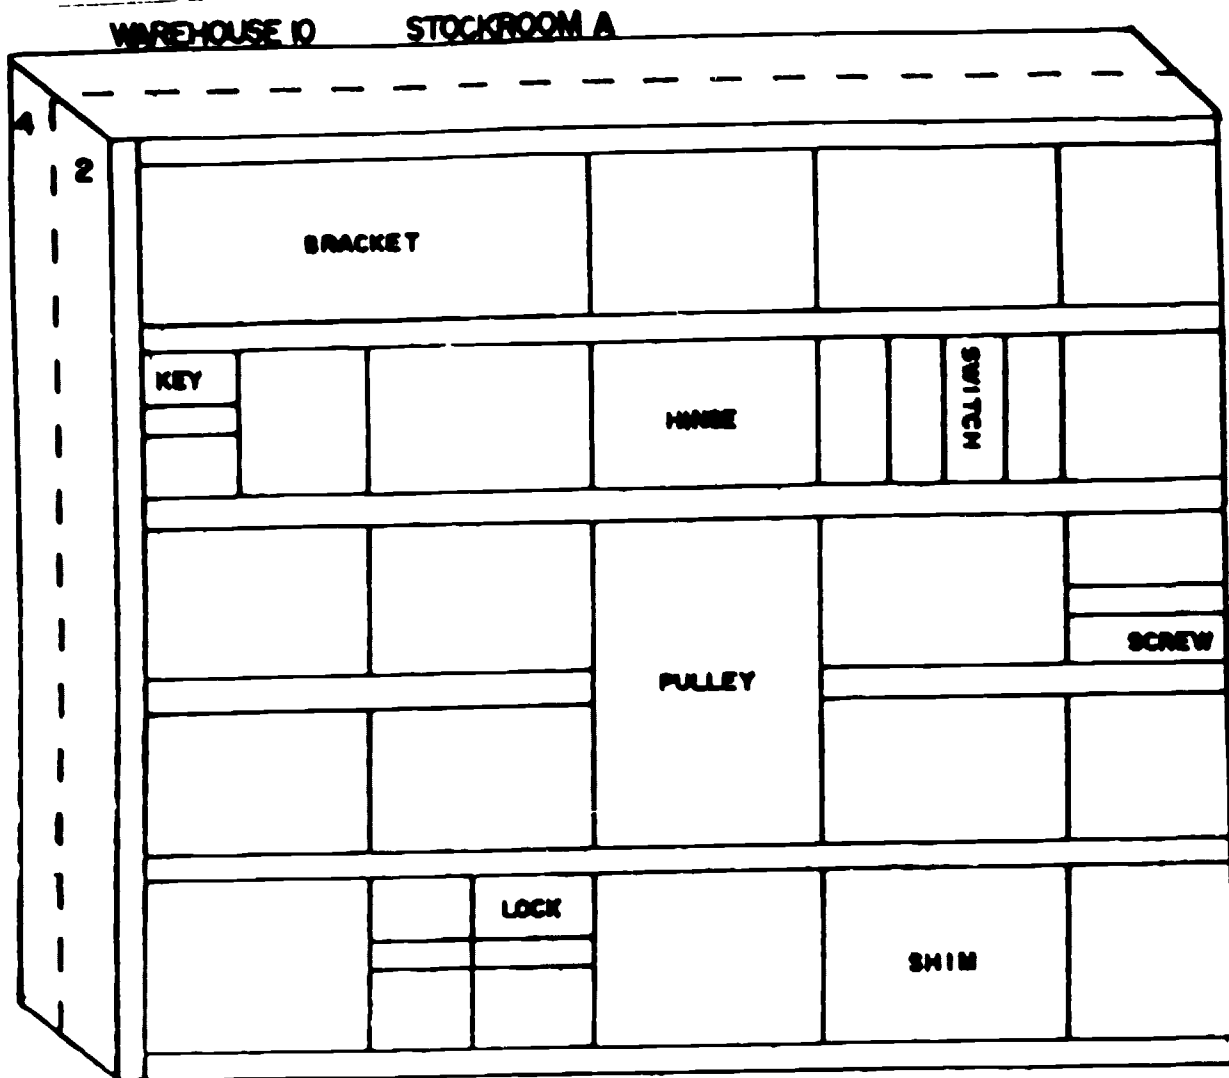 WAREHOUSE 10 STOCKROOM A
4
2
BRACKET
KEY
HINGE
SWITCH
SCREW
PULLEY
LOCK
SHIM